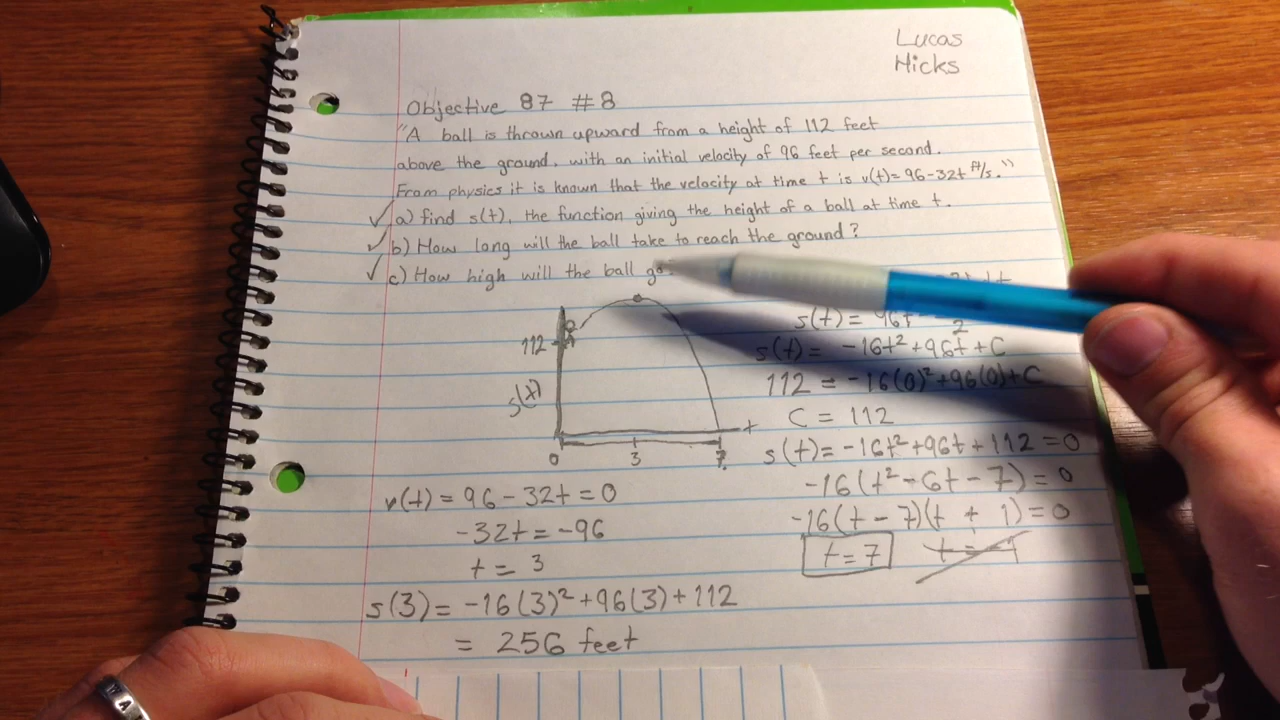 Lucas
Hicks
Objective 87 #8
"A ball is thrown upward from a height of 112 feet
above the ground, with an initial velocity of 96 feet per second.
From physics it is known that the velocity at time t is v(t)=96-32t ft/s."
✓ a) find s(t), the function giving the height of a ball at time t.
✓ b) How long will the ball take to reach the ground?
✓ c) How high will the ball go
112
s(t)
t
0 3 7
s(t) = 96t - 2
s(t) = -16t² + 96t + C
112 = -16(0)² + 96(0) + C
C = 112
s(t) = -16t² + 96t + 112 = 0
-16(t² - 6t - 7) = 0
-16(t - 7)(t + 1) = 0
t = 7 t = -1
v(t) = 96 - 32t = 0
-32t = -96
t = 3
s(3) = -16(3)² + 96(3) + 112
= 256 feet